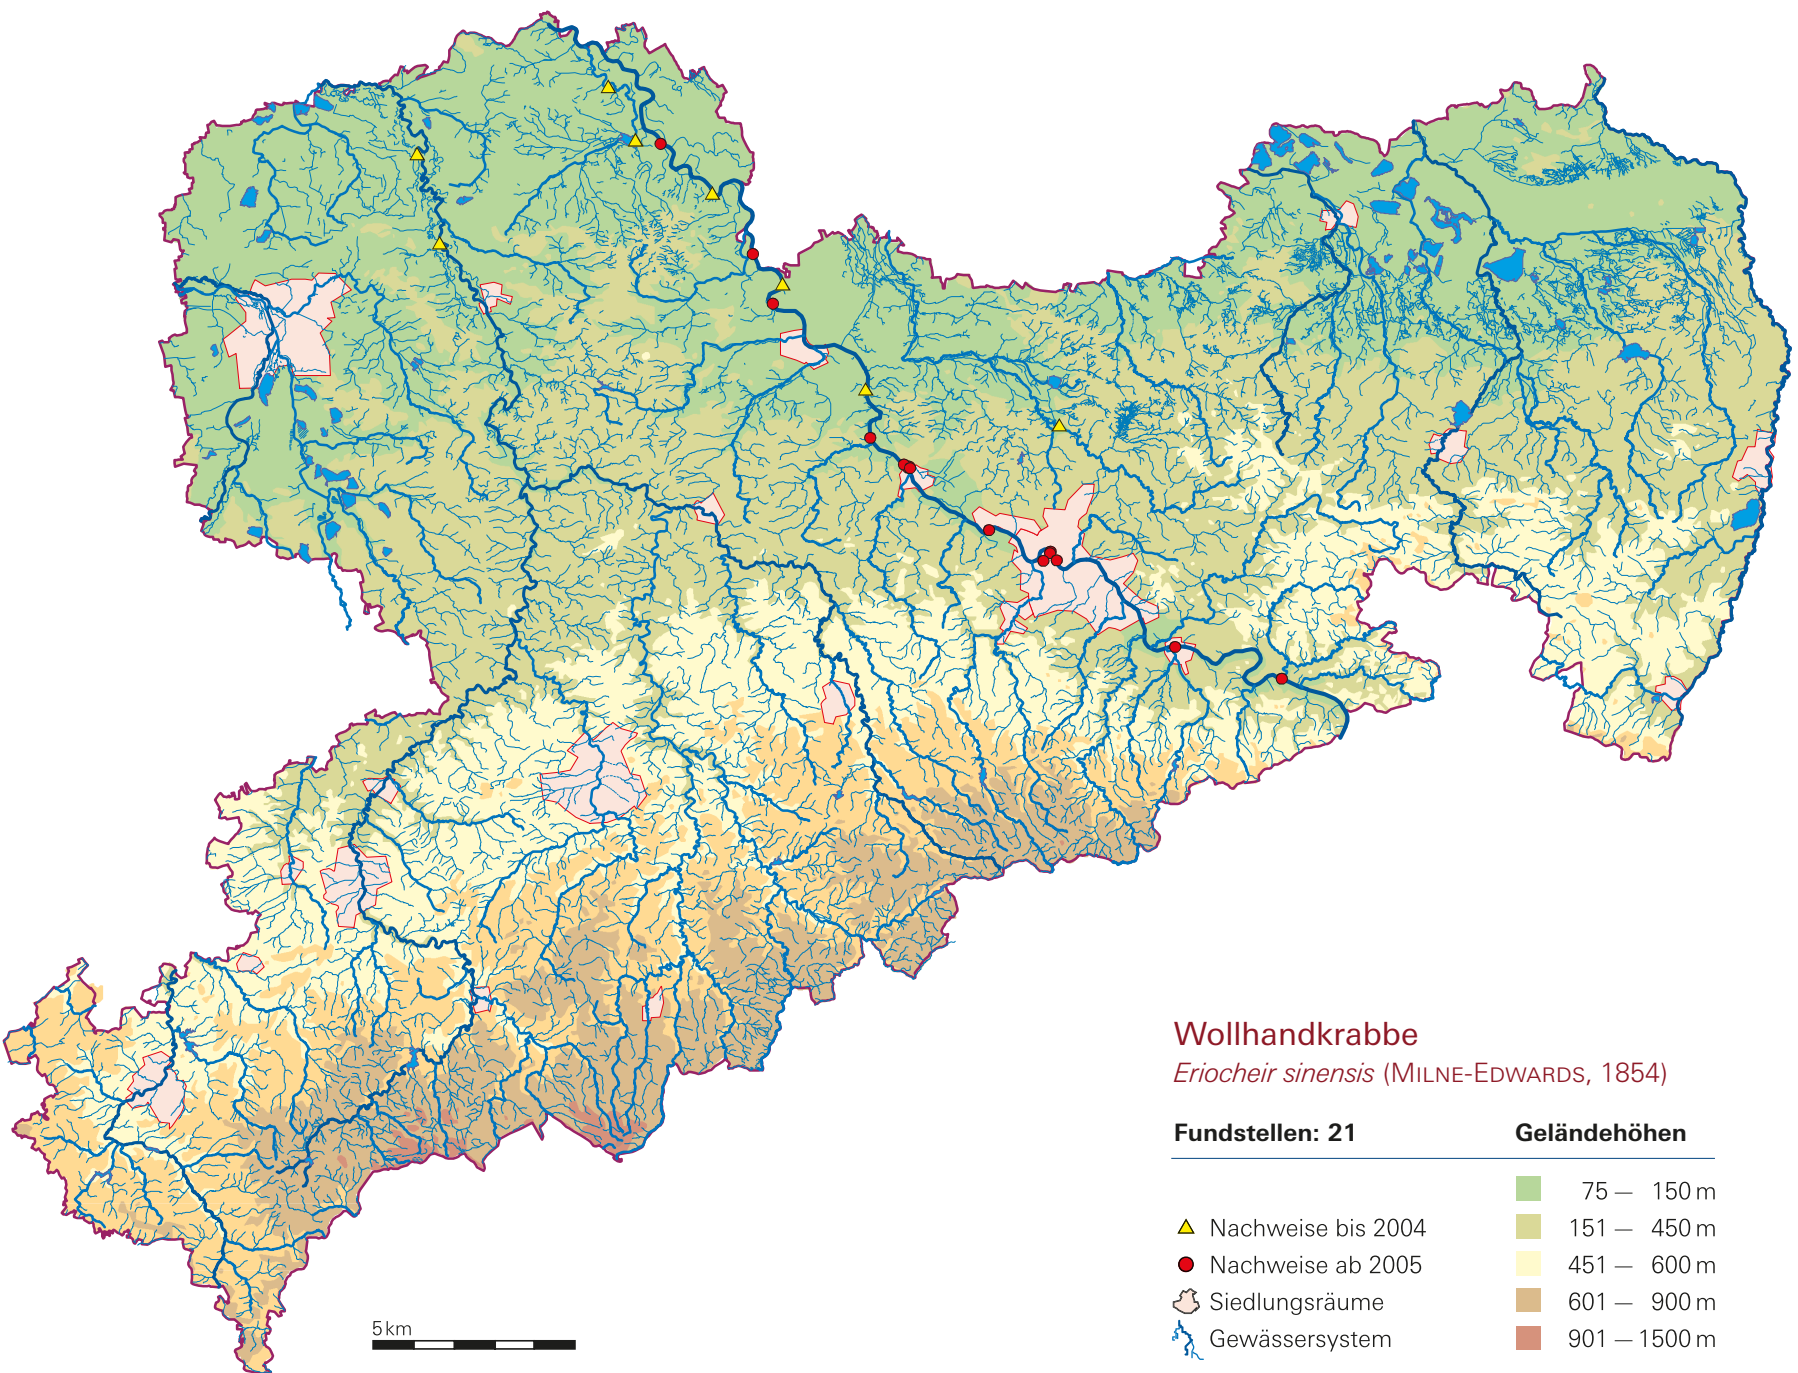 Wollhandkrabbe
Eriocheir sinensis (MILNE-EDWARDS, 1854)
Fundstellen: 21
Geländehöhen
75 — 150 m
Nachweise bis 2004
151 — 450 m
Nachweise ab 2005
451 — 600 m
Siedlungsräume
601 — 900 m
Gewässersystem
901 — 1500 m
5 km